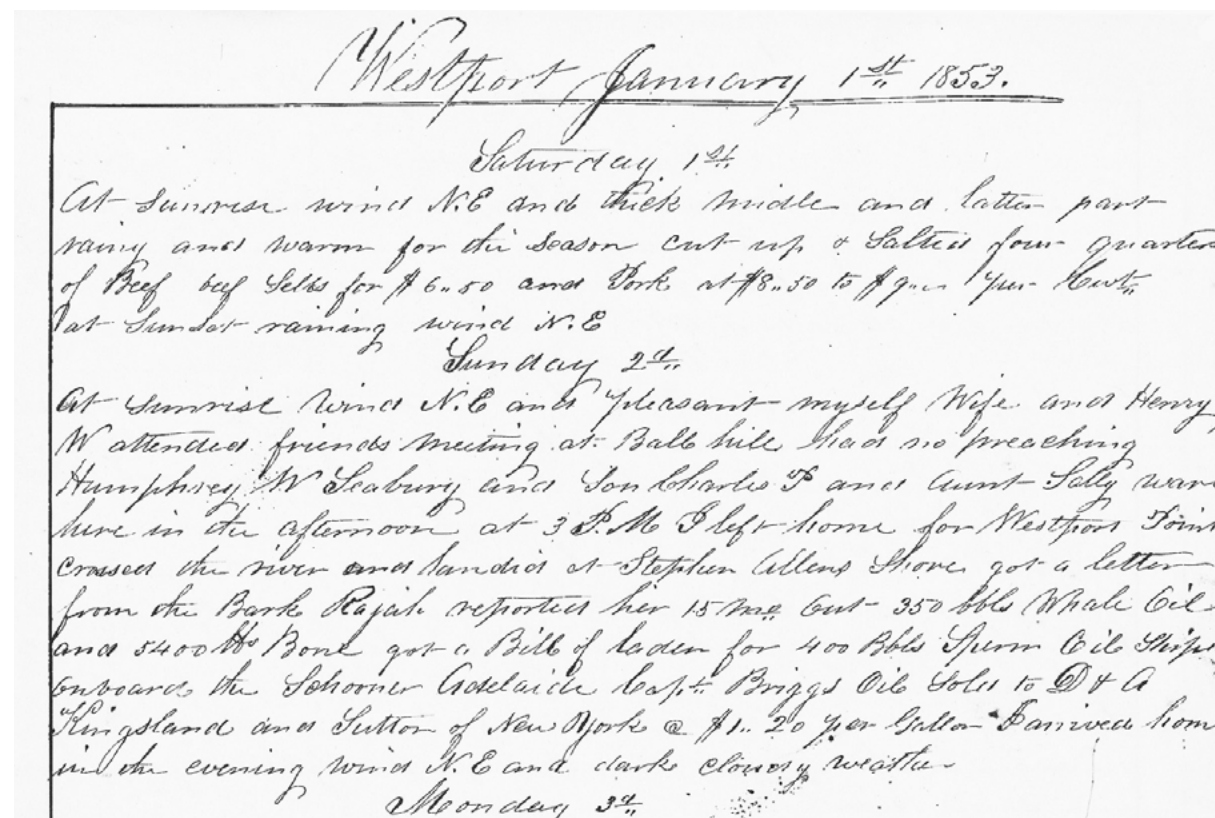 Westport January 1st 1853.
Saturday 1st
At Sunrise wind N.E and thick midle and latter part
rainy and warm for the Season cut up & Salted four quarters
of Beef beef Sells for $6..50 and Pork at $8..50 to $9.. per Cwt
at Sunset raining wind N.E
Sunday 2d
At Sunrise Wind N.E and pleasant myself Wife and Henry
W attended friends meeting at Ball hill had no preaching
Humphrey W Seabury and Son Charles P and Aunt Sally ware
here in the afternoon at 3 P.M I left home for Westport Point
Crossed the river and landid at Stephen Allens Shore got a letter
from the Bark Rajah reported her 15 mo Out 350 bbls Whale Oil
and 5400 lbs Bone got a Bill of laden for 400 Bbls Sperm Oil Ships
Onboard the Schooner Adelaide Capt Briggs Oil Sold to D & A
Kingsland and Sutton of New York @ $1..20 per Gallon I arrived hom
in the evening wind N.E and dark cloudy weather
Monday 3d